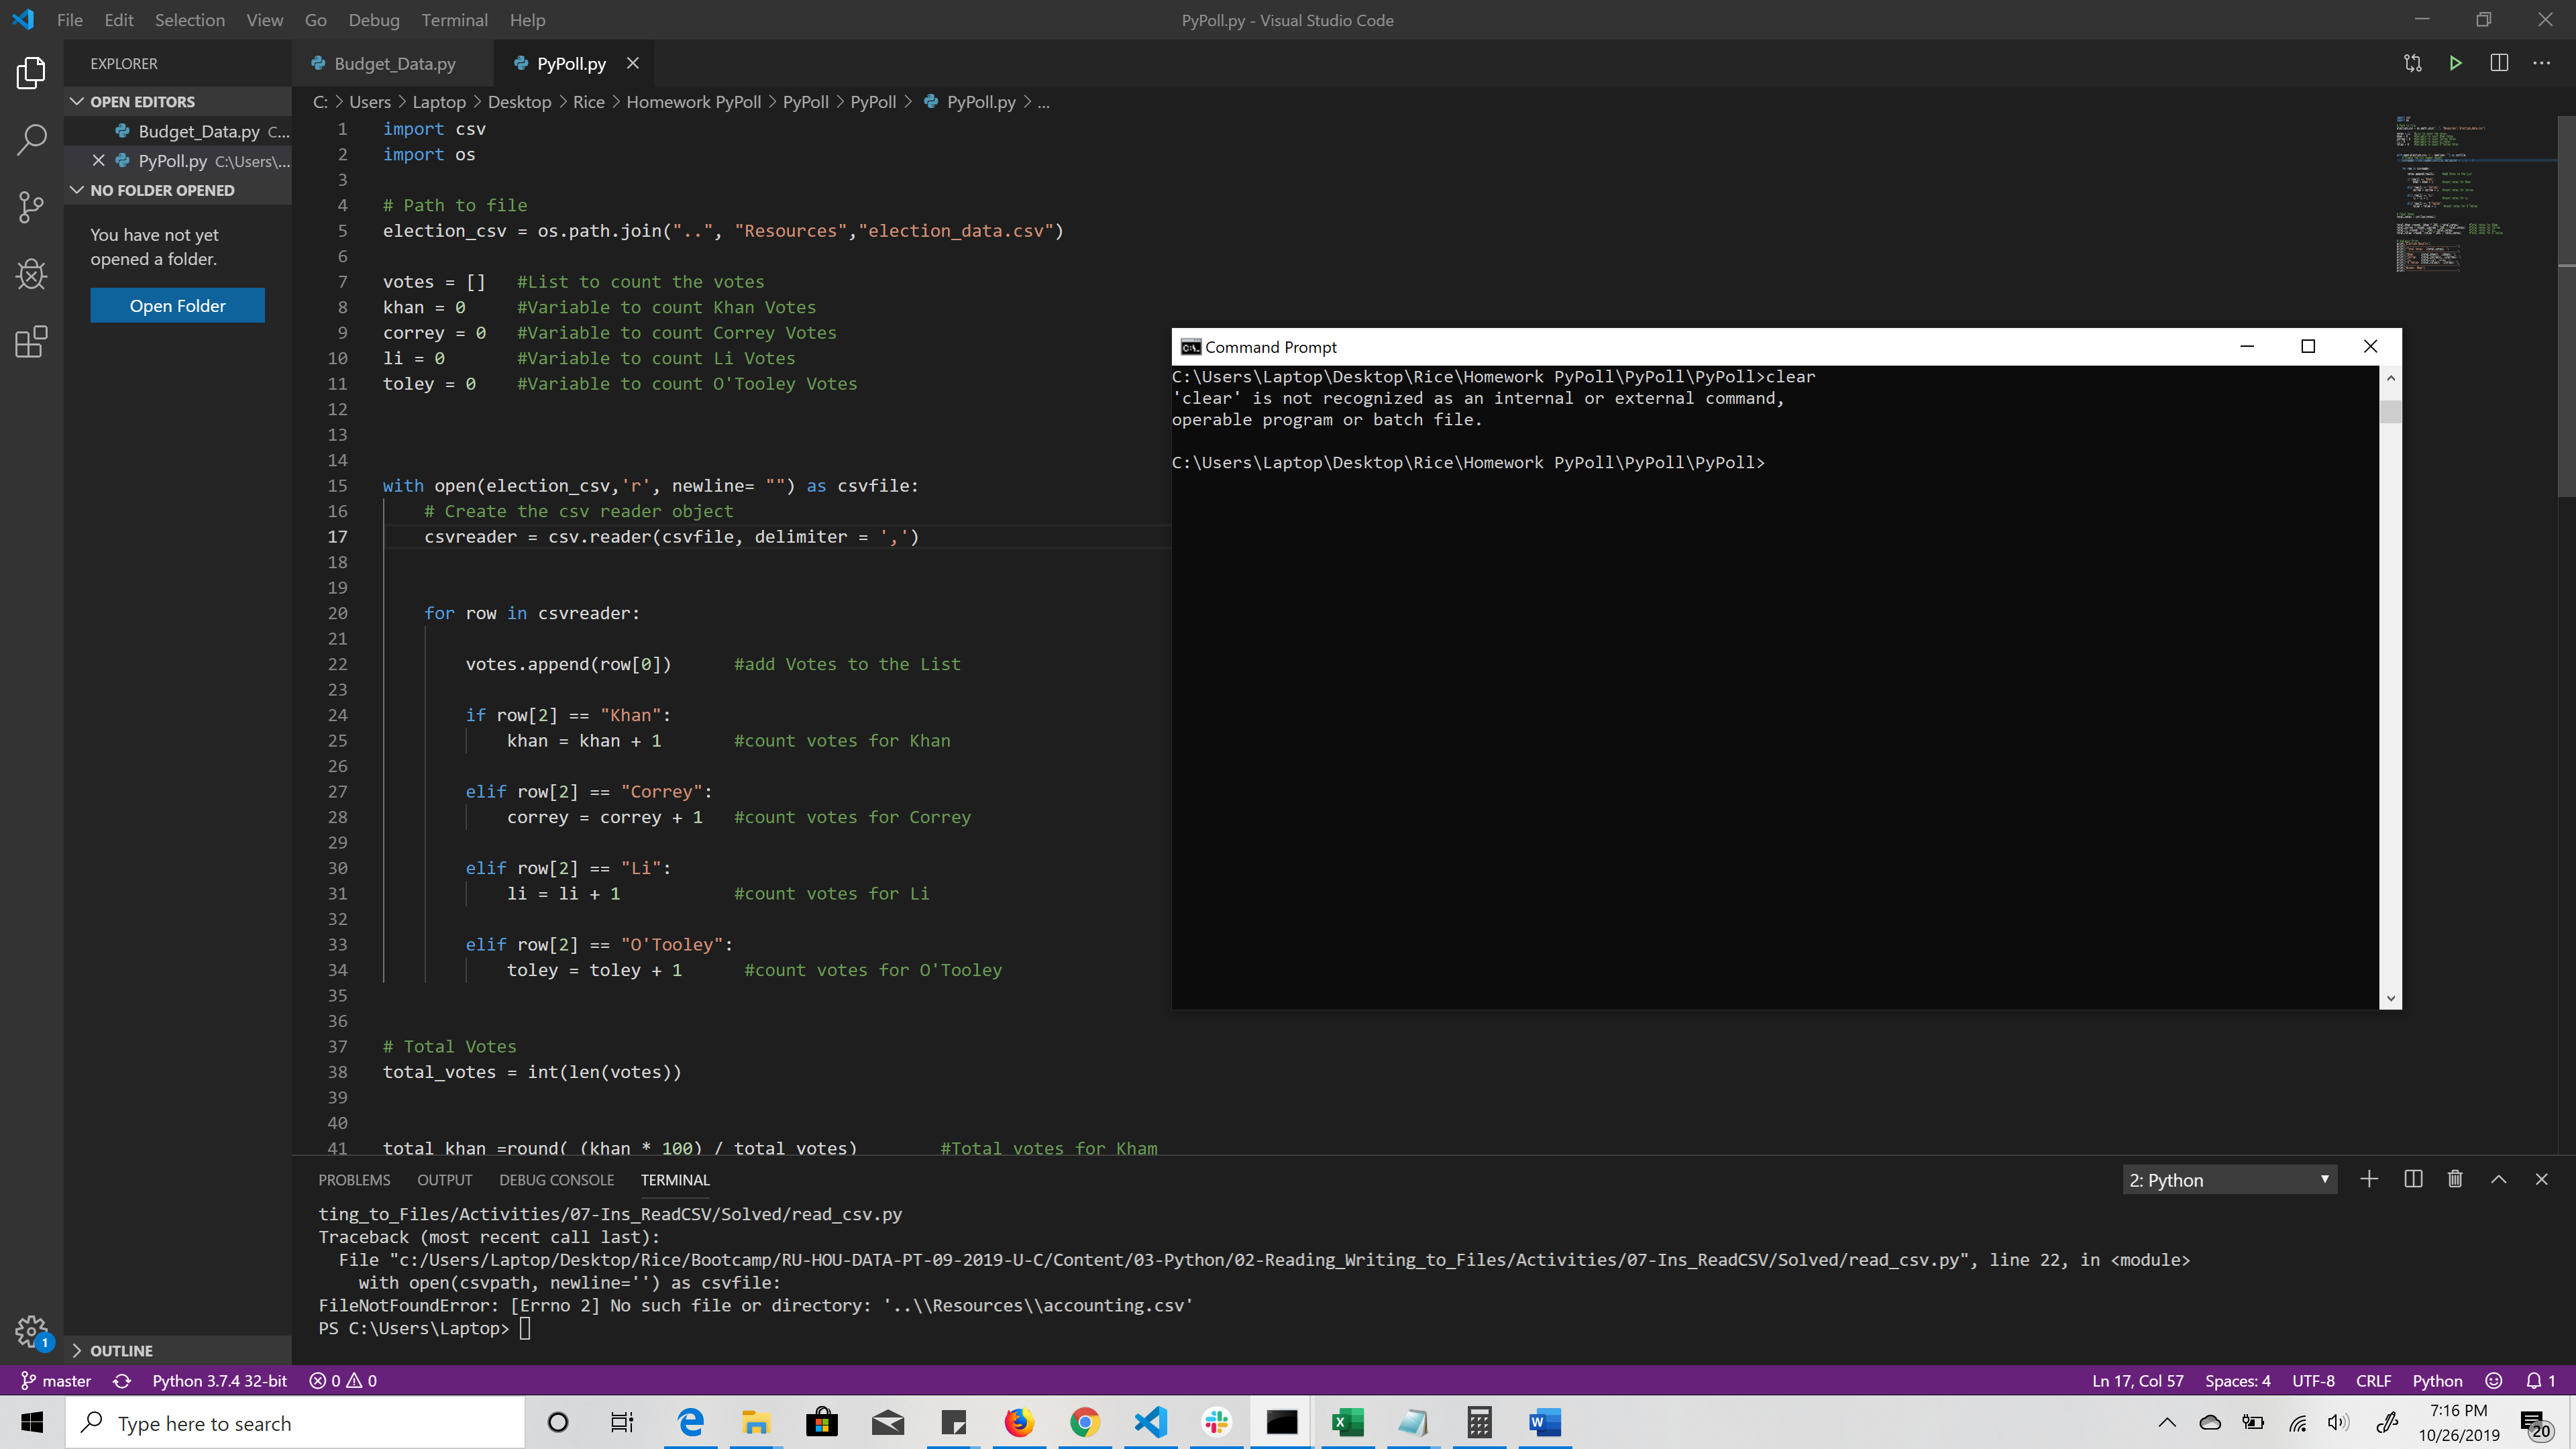 File Edit Selection View Go Debug Terminal Help
PyPoll.py - Visual Studio Code
EXPLORER
OPEN EDITORS
Budget_Data.py C...
PyPoll.py C:\Users\...
NO FOLDER OPENED
You have not yet
opened a folder.
Open Folder
OUTLINE
Budget_Data.py
PyPoll.py
C: > Users > Laptop > Desktop > Rice > Homework PyPoll > PyPoll > PyPoll > PyPoll.py > ...
1 import csv
2 import os
3
4 # Path to file
5 election_csv = os.path.join("..", "Resources","election_data.csv")
6
7 votes = []   #List to count the votes
8 khan = 0     #Variable to count Khan Votes
9 correy = 0   #Variable to count Correy Votes
10 li = 0       #Variable to count Li Votes
11 toley = 0    #Variable to count O'Tooley Votes
12
13
14
15 with open(election_csv,'r', newline= "") as csvfile:
16     # Create the csv reader object
17     csvreader = csv.reader(csvfile, delimiter = ',')
18
19
20     for row in csvreader:
21
22         votes.append(row[0])      #add Votes to the List
23
24         if row[2] == "Khan":
25             khan = khan + 1       #count votes for Khan
26
27         elif row[2] == "Correy":
28             correy = correy + 1   #count votes for Correy
29
30         elif row[2] == "Li":
31             li = li + 1           #count votes for Li
32
33         elif row[2] == "O'Tooley":
34             toley = toley + 1      #count votes for O'Tooley
35
36
37 # Total Votes
38 total_votes = int(len(votes))
39
40
41 total_khan =round( (khan * 100) / total_votes)        #Total votes for Kham
Command Prompt
C:\Users\Laptop\Desktop\Rice\Homework PyPoll\PyPoll\PyPoll>clear
'clear' is not recognized as an internal or external command,
operable program or batch file.
C:\Users\Laptop\Desktop\Rice\Homework PyPoll\PyPoll\PyPoll>
PROBLEMS OUTPUT DEBUG CONSOLE TERMINAL
2: Python
ting_to_Files/Activities/07-Ins_ReadCSV/Solved/read_csv.py
Traceback (most recent call last):
  File "c:/Users/Laptop/Desktop/Rice/Bootcamp/RU-HOU-DATA-PT-09-2019-U-C/Content/03-Python/02-Reading_Writing_to_Files/Activities/07-Ins_ReadCSV/Solved/read_csv.py", line 22, in <module>
    with open(csvpath, newline='') as csvfile:
FileNotFoundError: [Errno 2] No such file or directory: '..\\Resources\\accounting.csv'
PS C:\Users\Laptop>
1
master Python 3.7.4 32-bit 0 0
Ln 17, Col 57 Spaces: 4 UTF-8 CRLF Python 1
Type here to search
7:16 PM
10/26/2019
20